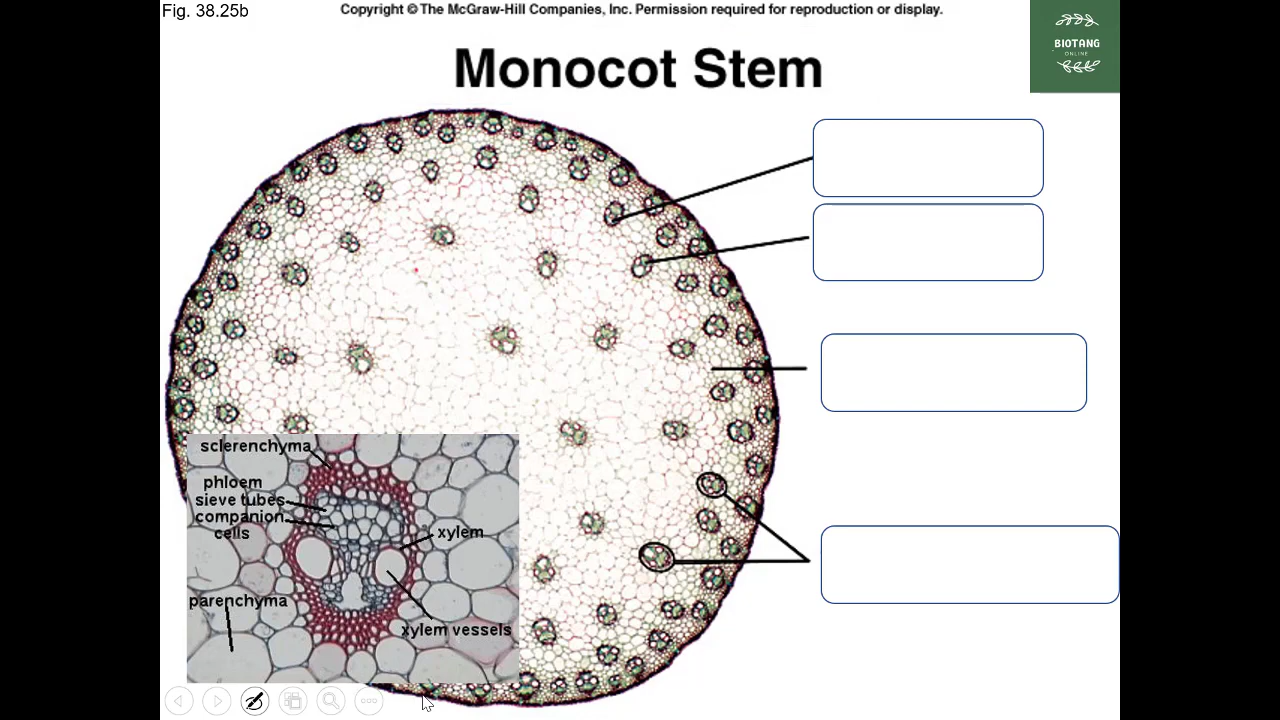 Fig. 38.25b
Copyright © The McGraw-Hill Companies, Inc. Permission required for reproduction or display.
BIOTANG
ONLINE
Monocot Stem
sclerenchyma
phloem
sieve tubes
companion
cells
xylem
parenchyma
xylem vessels